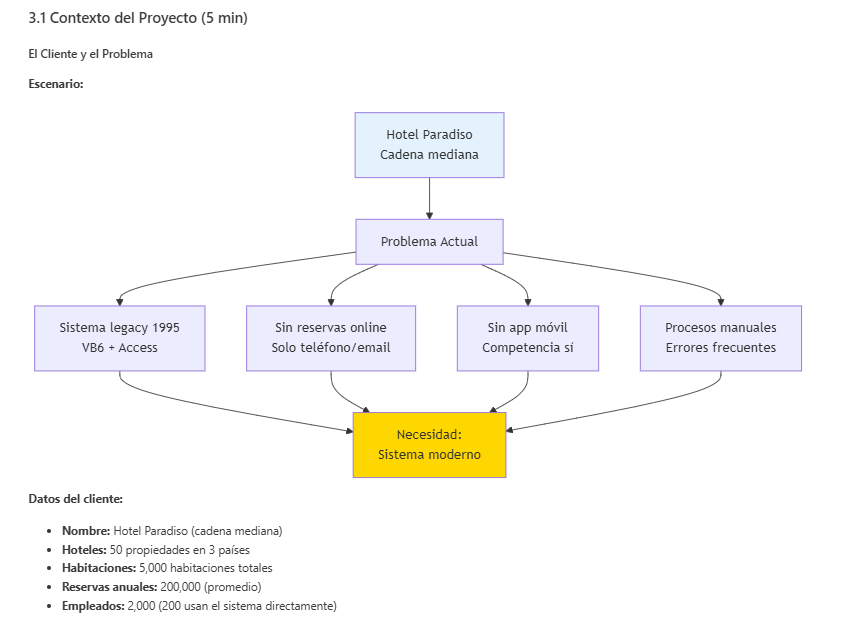 3.1 Contexto del Proyecto (5 min)
El Cliente y el Problema
Escenario:
Hotel Paradiso
Cadena mediana
Problema Actual
Sistema legacy 1995
VB6 + Access
Sin reservas online
Solo teléfono/email
Sin app móvil
Competencia sí
Procesos manuales
Errores frecuentes
Necesidad:
Sistema moderno
Datos del cliente:
Nombre: Hotel Paradiso (cadena mediana)
Hoteles: 50 propiedades en 3 países
Habitaciones: 5,000 habitaciones totales
Reservas anuales: 200,000 (promedio)
Empleados: 2,000 (200 usan el sistema directamente)